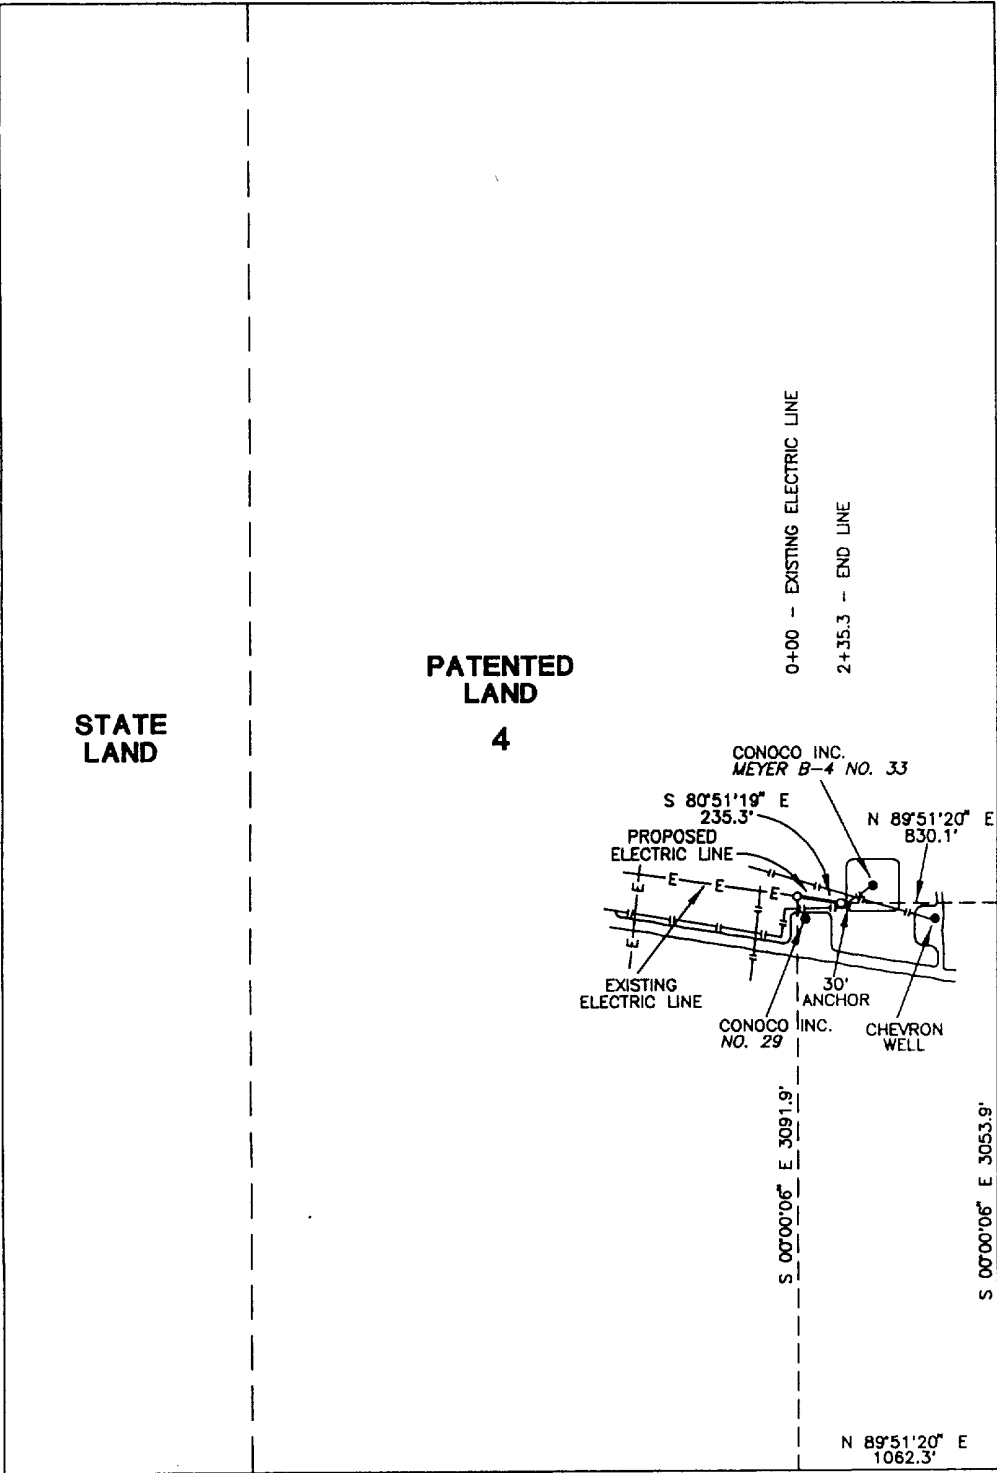 0+00 - EXISTING ELECTRIC LINE
2+35.3 - END LINE
PATENTED
LAND
4
STATE
LAND
CONOCO INC.
MEYER B-4 NO. 33
S 80°51'19" E
235.3'
N 89°51'20" E
830.1'
PROPOSED
ELECTRIC LINE
E
E
E
E
E
EXISTING
ELECTRIC LINE
30'
ANCHOR
CONOCO INC.
NO. 29
CHEVRON
WELL
S 00°00'06" E 3091.9'
S 00°00'06" E 3053.9'
N 89°51'20" E
1062.3'